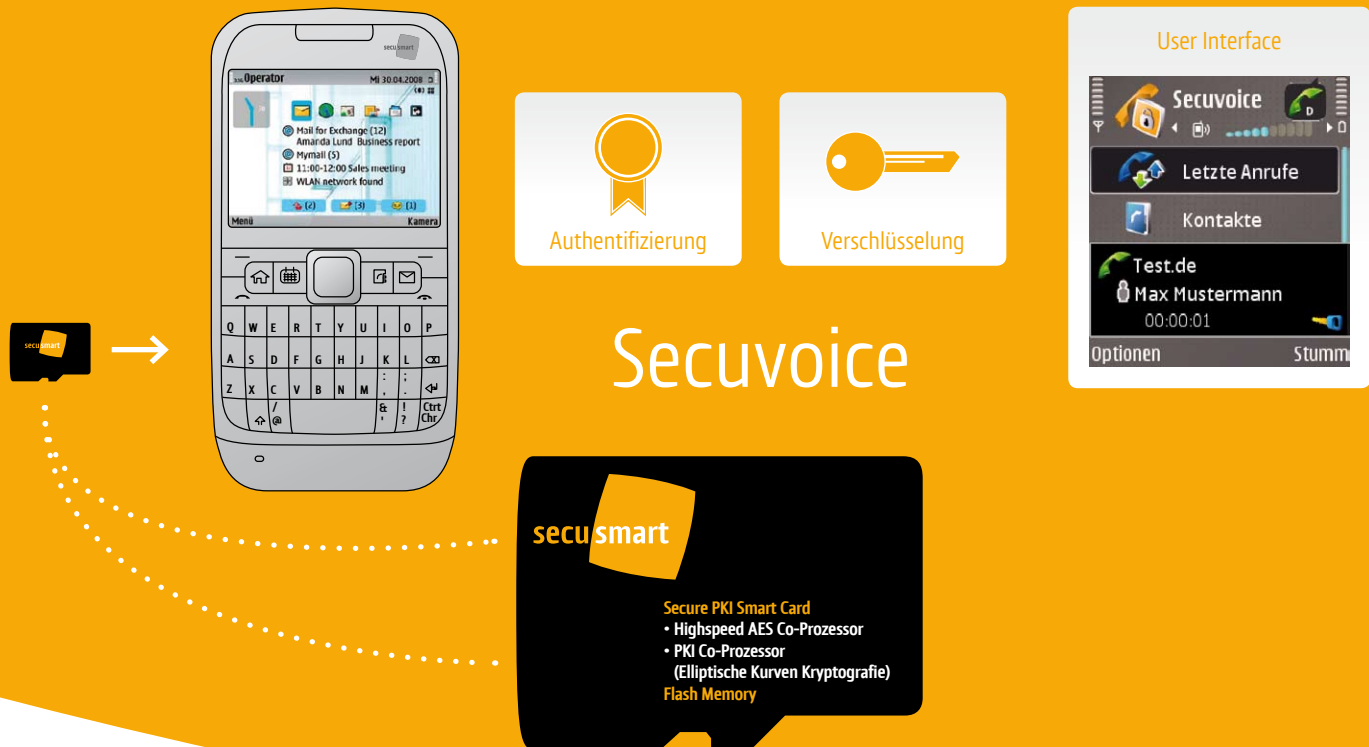 secusmart
Operator
Mi 30.04.2008
Mail for Exchange (12)
Amanda Lund Business report
Mymail (5)
11:00-12:00 Sales meeting
WLAN network found
(2) (3) (1)
Menü Kamera
Q W E R T Y U I O P
A S D F G H J K L
Z X C V B N M : , ; .
/ @ & ' ! ? Ctrt Chr
secusmart
Authentifizierung
Verschlüsselung
Secuvoice
User Interface
Secuvoice
D
Letzte Anrufe
Kontakte
Test.de
Max Mustermann
00:00:01
Optionen Stumm
secusmart
Secure PKI Smart Card
• Highspeed AES Co-Prozessor
• PKI Co-Prozessor
(Elliptische Kurven Kryptografie)
Flash Memory